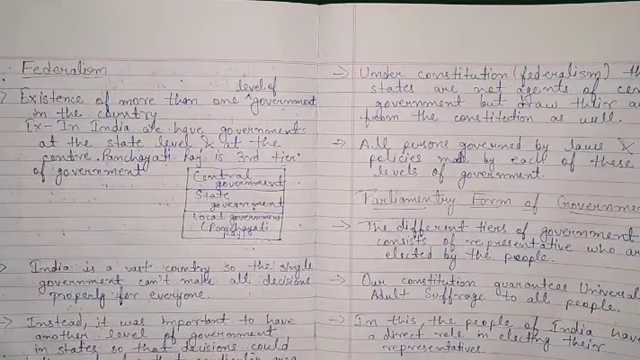 Federalism
level of
Existence of more than one ^ government
in the country
Ex- In India are have governments
at the state level & at the
centre. Panchayati Raj is 3rd tier
of government
Central
government
State
government
Local government
(Panchayati
Raj)
India is a vast country so the single
government can't make all decisions
properly for everyone.
Instead, it was important to have
another level of government
in states so that decisions could
→ Under constitution (federalism) th
states are not agents of cen
government but draw their a
from the constitution as well.
→ All persons governed by laws &
policies mad by each of these
levels of government.
Parliamentry Form of Governme
→ The different tiers of government
consists of representative who are
elected by the people.
→ Our constitution guarantees Universal
Adult Suffrage to all people.
→ In this the people of India have
a direct role in electing their
representatives